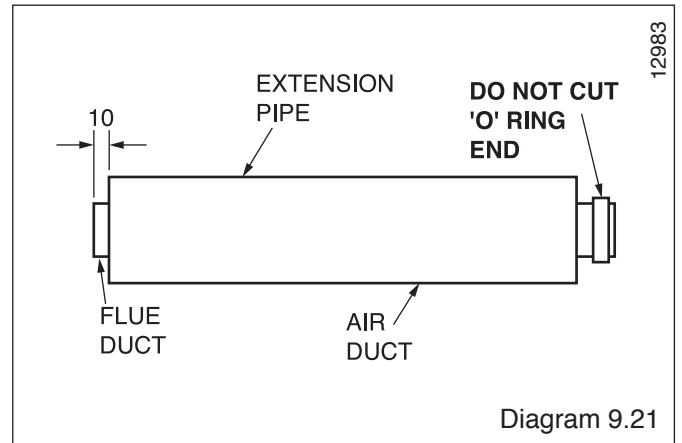 12983
EXTENSION
PIPE
DO NOT CUT
'O' RING
END
10
FLUE
DUCT
AIR
DUCT
Diagram 9.21